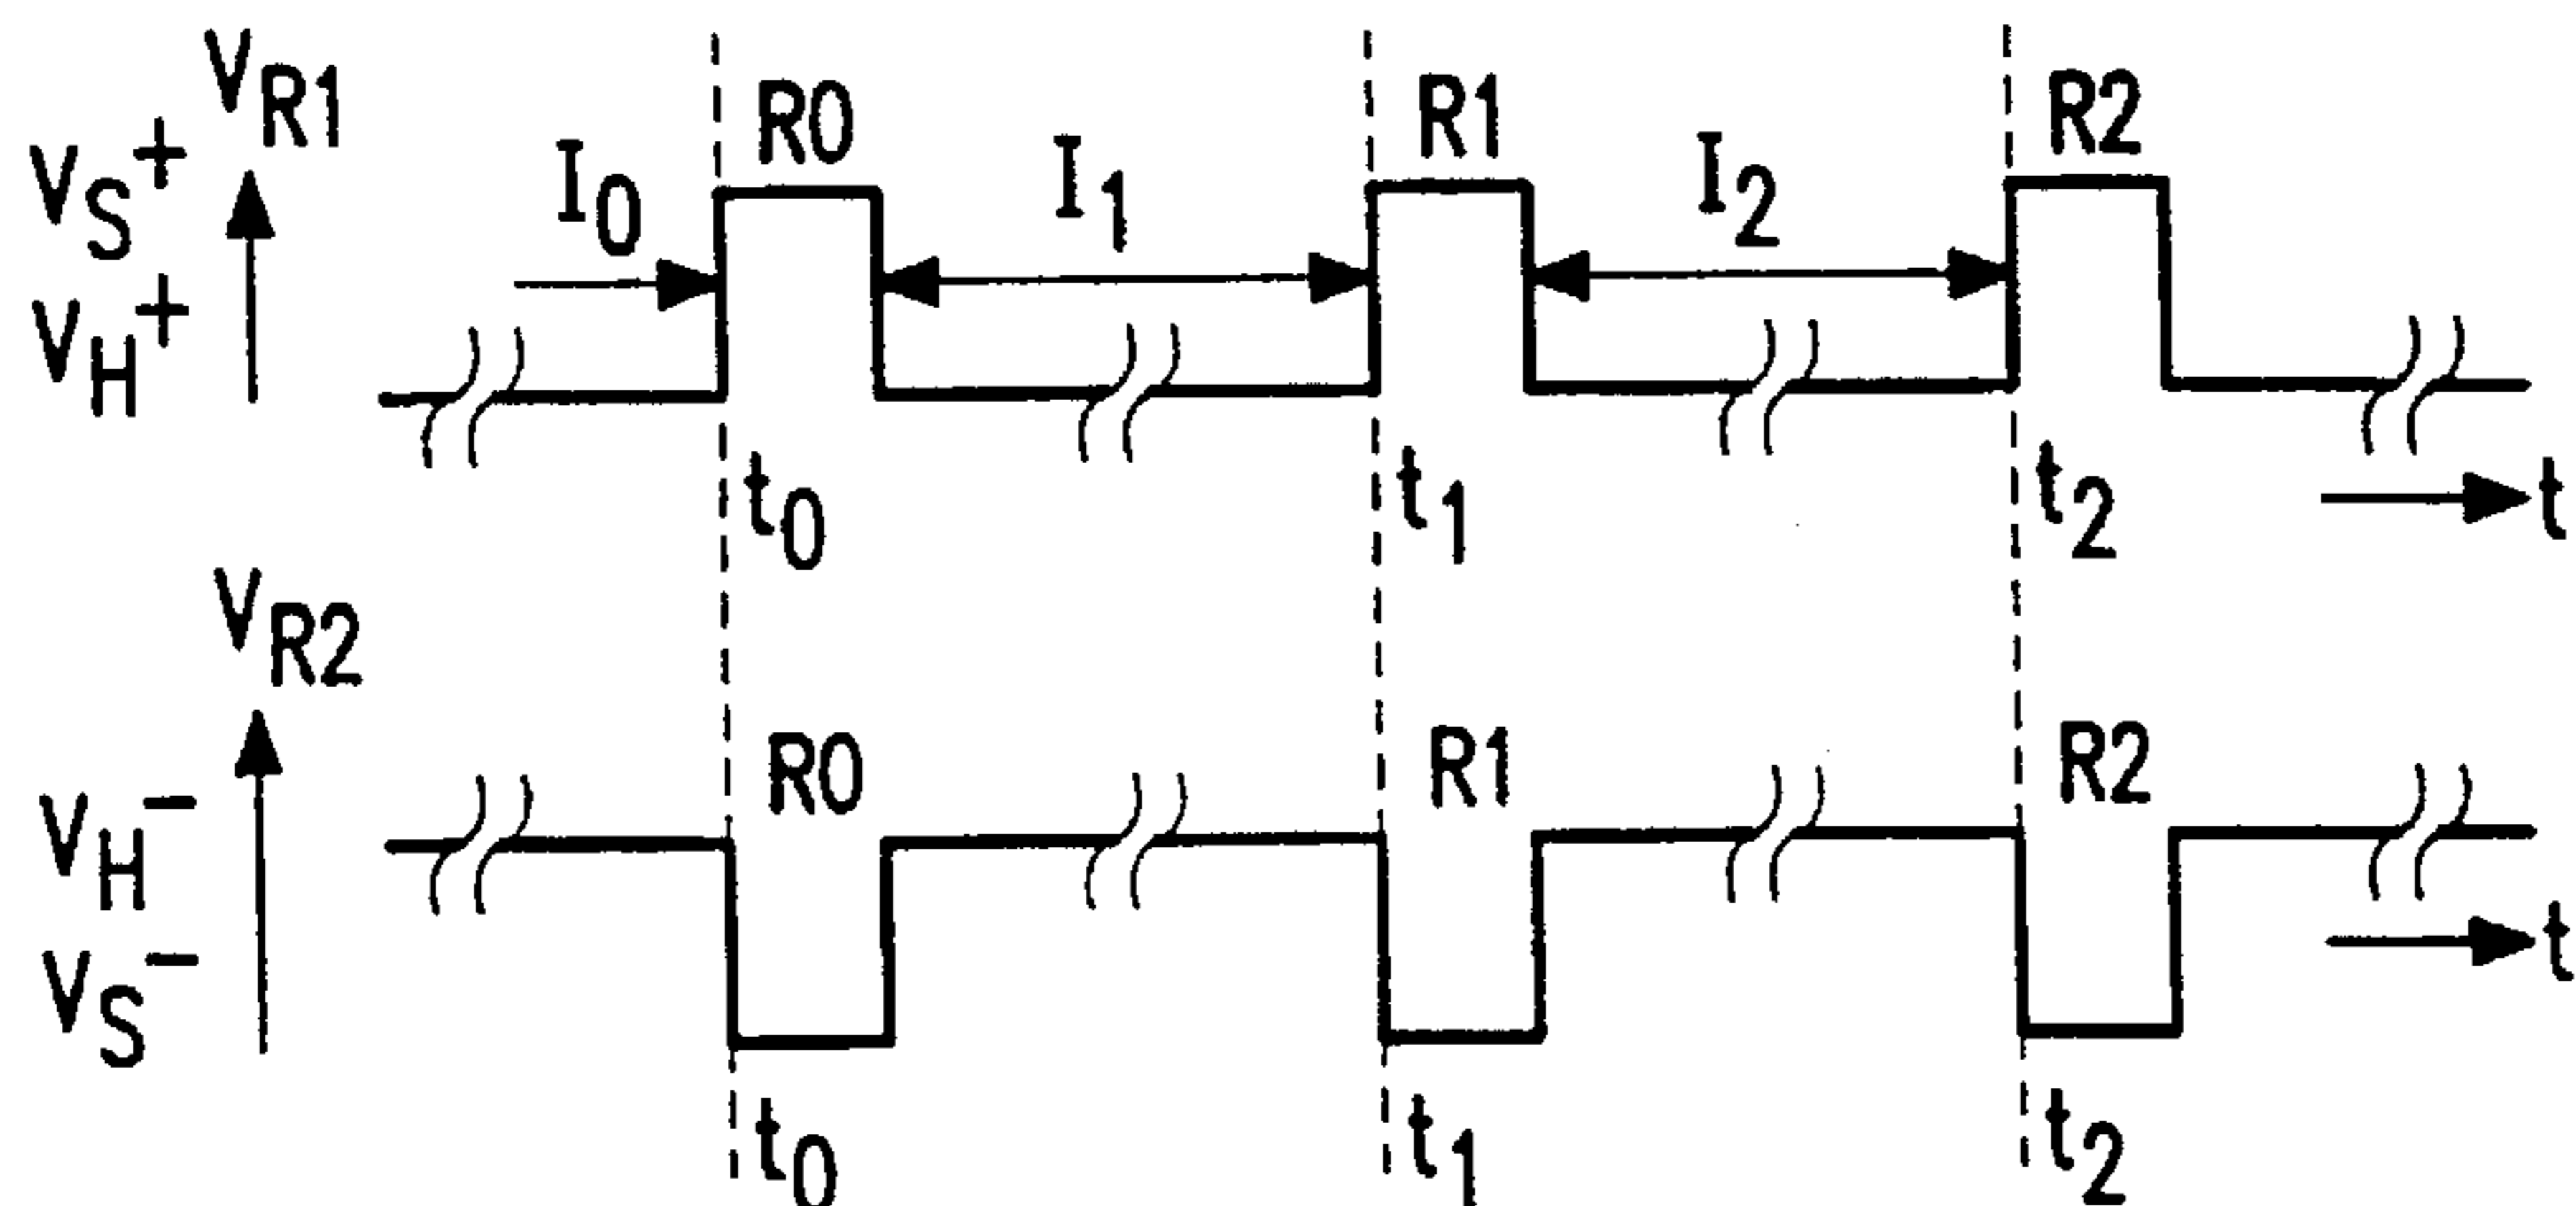 V_R1
V_S^+
V_H^+
I_0
R0
I_1
R1
I_2
R2
t_0
t_1
t_2
t
V_R2
V_H^-
V_S^-
R0
R1
R2
t
t_0
t_1
t_2